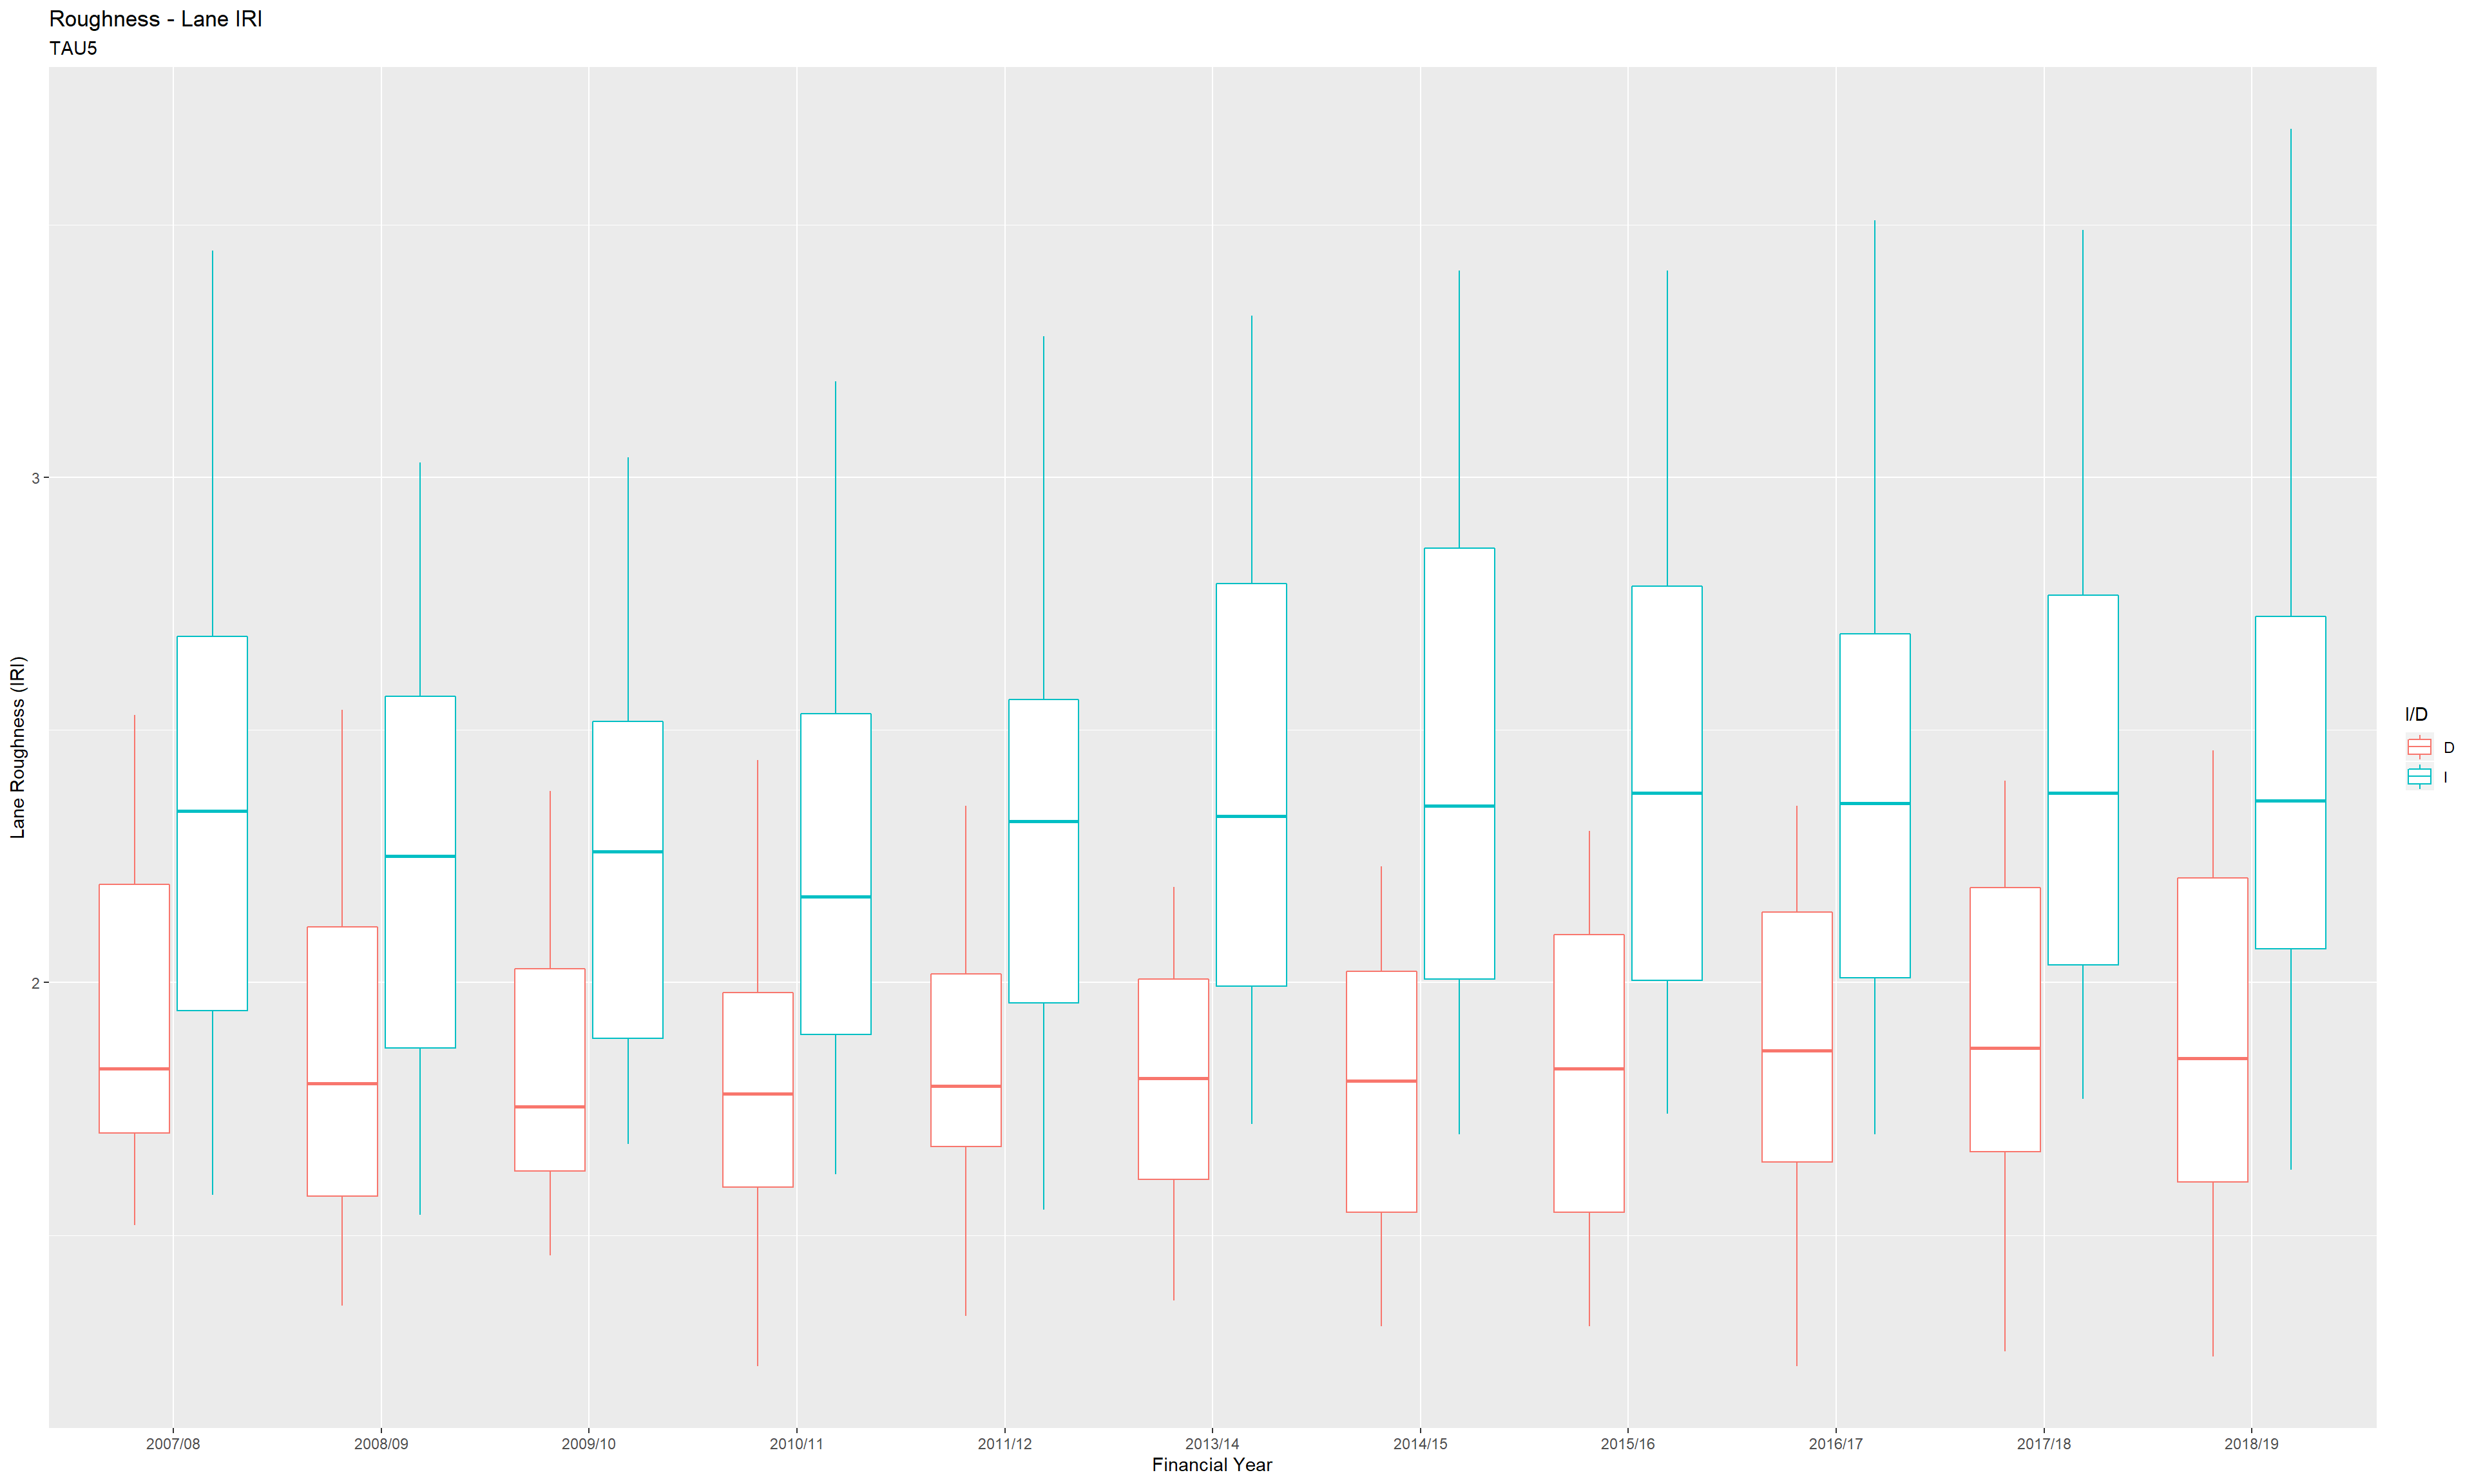 Roughness - Lane IRI
TAU5
Lane Roughness (IRI)
3
2
2007/08
2008/09
2009/10
2010/11
2011/12
2013/14
2014/15
2015/16
2016/17
2017/18
2018/19
Financial Year
I/D
D
I